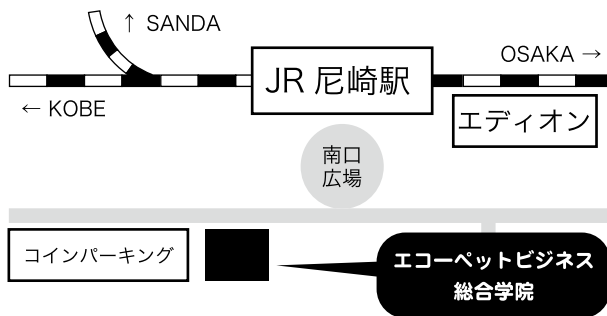 ↑ SANDA
OSAKA →
JR 尼崎駅
← KOBE
エディオン
南口
広場
コインパーキング
エコーペットビジネス
総合学院